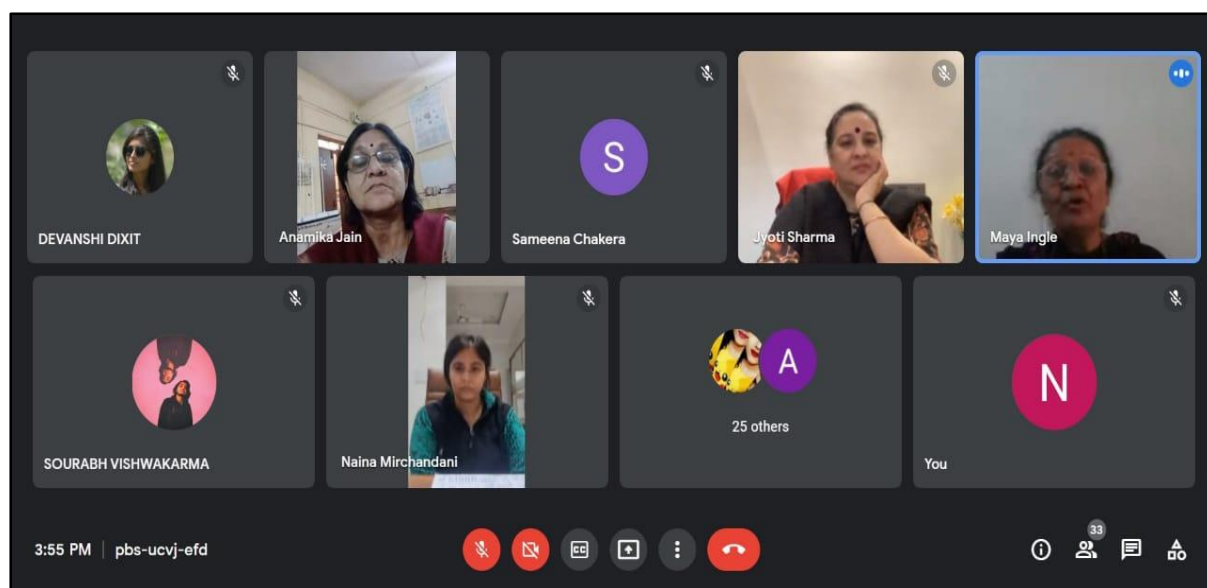 DEVANSHI DIXIT
Anamika Jain
S
Sameena Chakera
Jyoti Sharma
Maya Ingle
SOURABH VISHWAKARMA
Naina Mirchandani
A
25 others
N
You
3:55 PM | pbs-ucvj-efd
CC
33